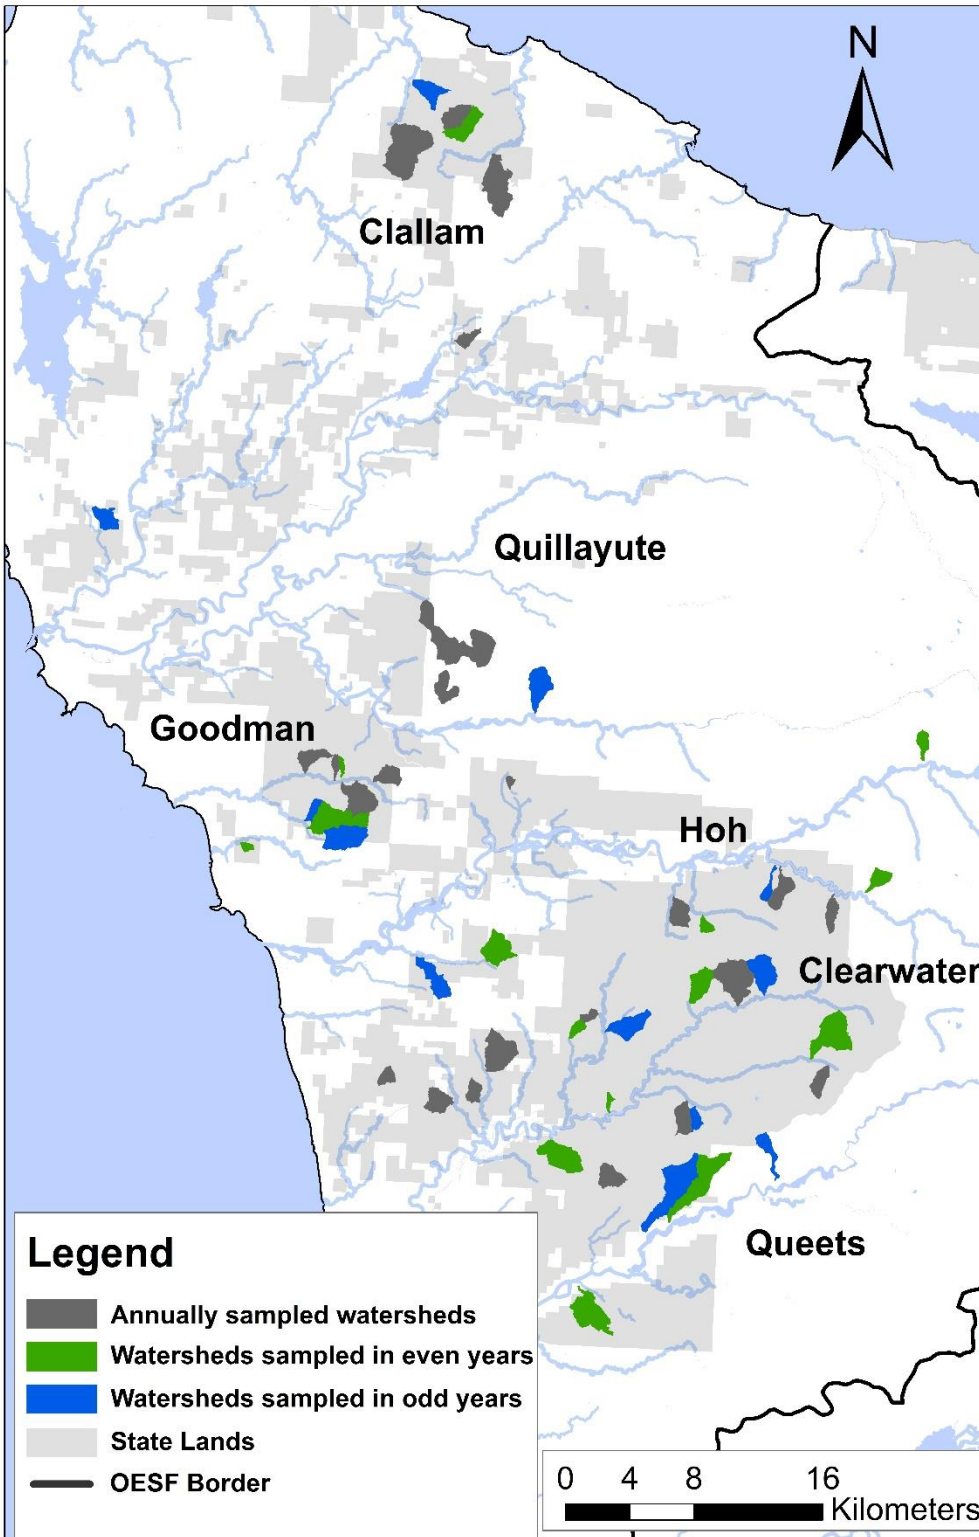 N
Clallam
Quillayute
Goodman
Hoh
Clearwater
Queets
Legend
Annually sampled watersheds
Watersheds sampled in even years
Watersheds sampled in odd years
State Lands
OESF Border
0 4 8 16
Kilometers